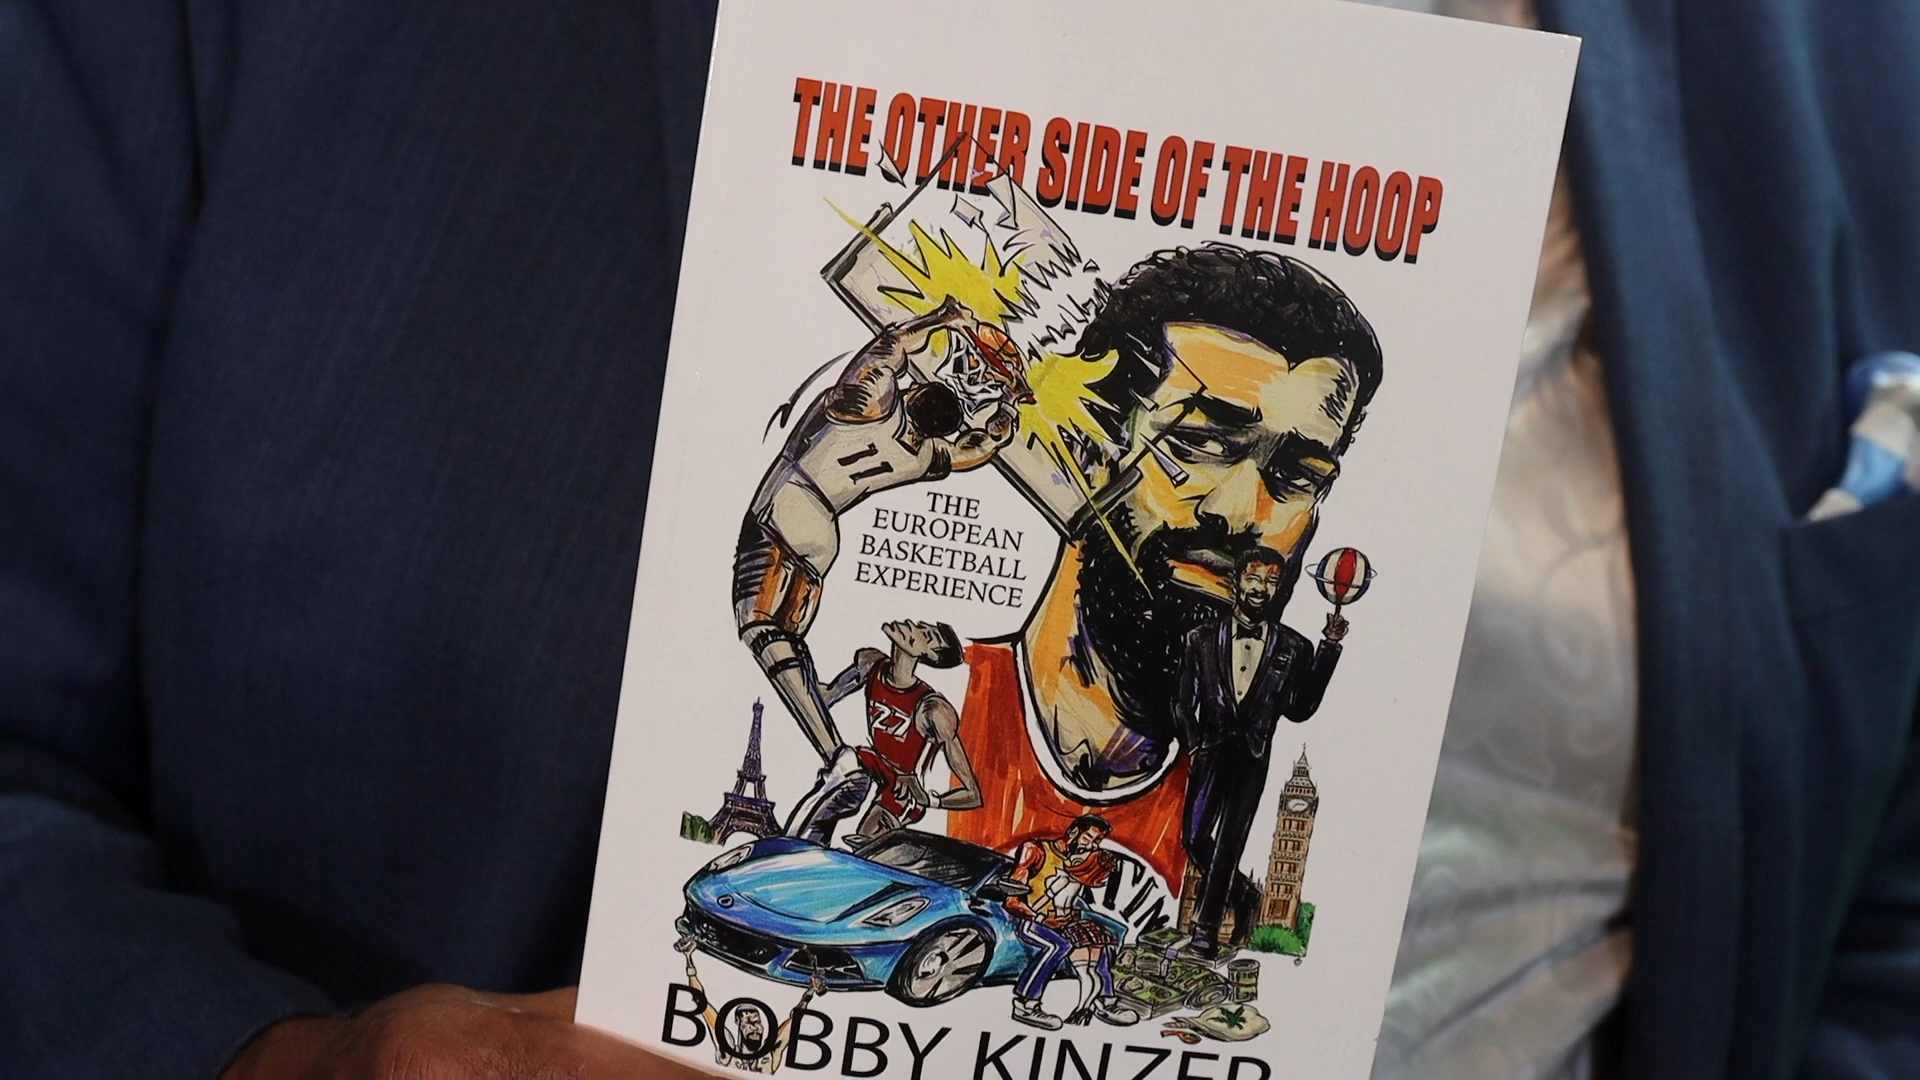 THE OTHER SIDE OF THE HOOP
11
THE
EUROPEAN
BASKETBALL
EXPERIENCE
27
BOBBY KINZER